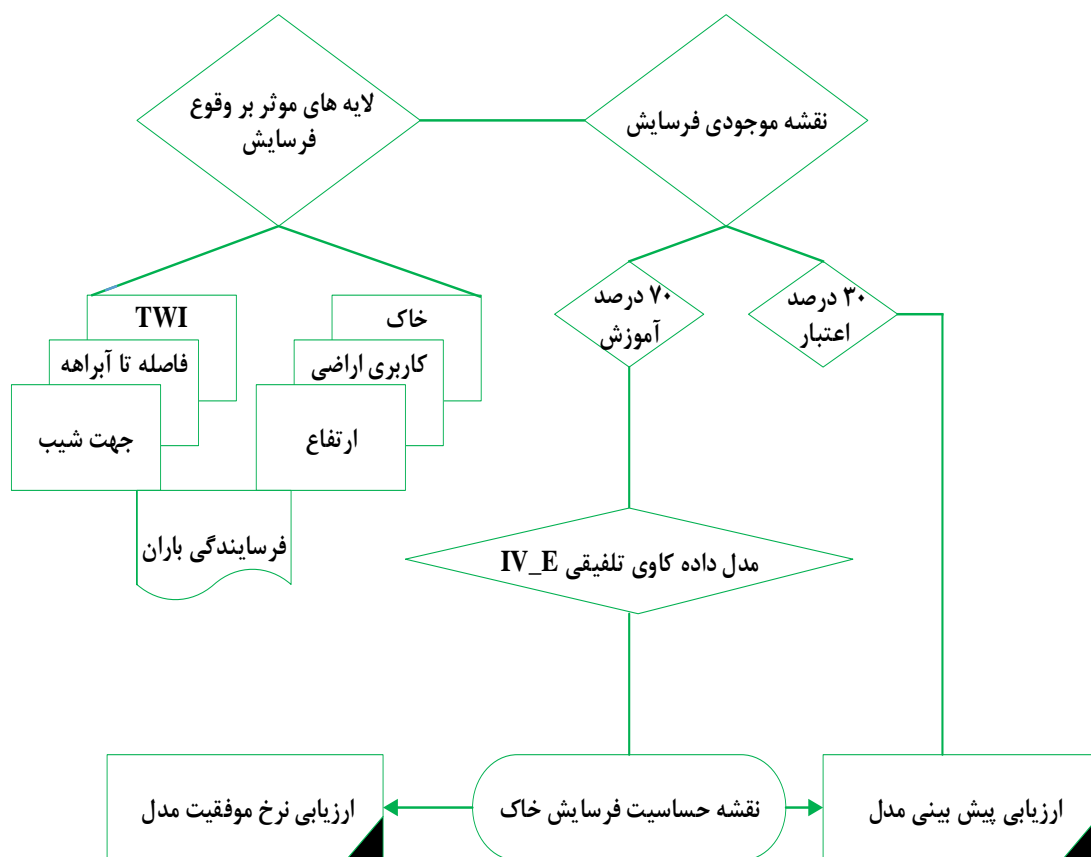 نقشه موجودی فرسایش
لایه های موثر بر وقوع
فرسایش
۳۰ درصد
اعتبار
۷۰ درصد
آموزش
خاک
کاربری اراضی
ارتفاع
TWI
فاصله تا آبراهه
جهت شیب
فرسایندگی باران
مدل داده کاوی تلفیقی IV_E
ارزیابی پیش بینی مدل
نقشه حساسیت فرسایش خاک
ارزیابی نرخ موفقیت مدل